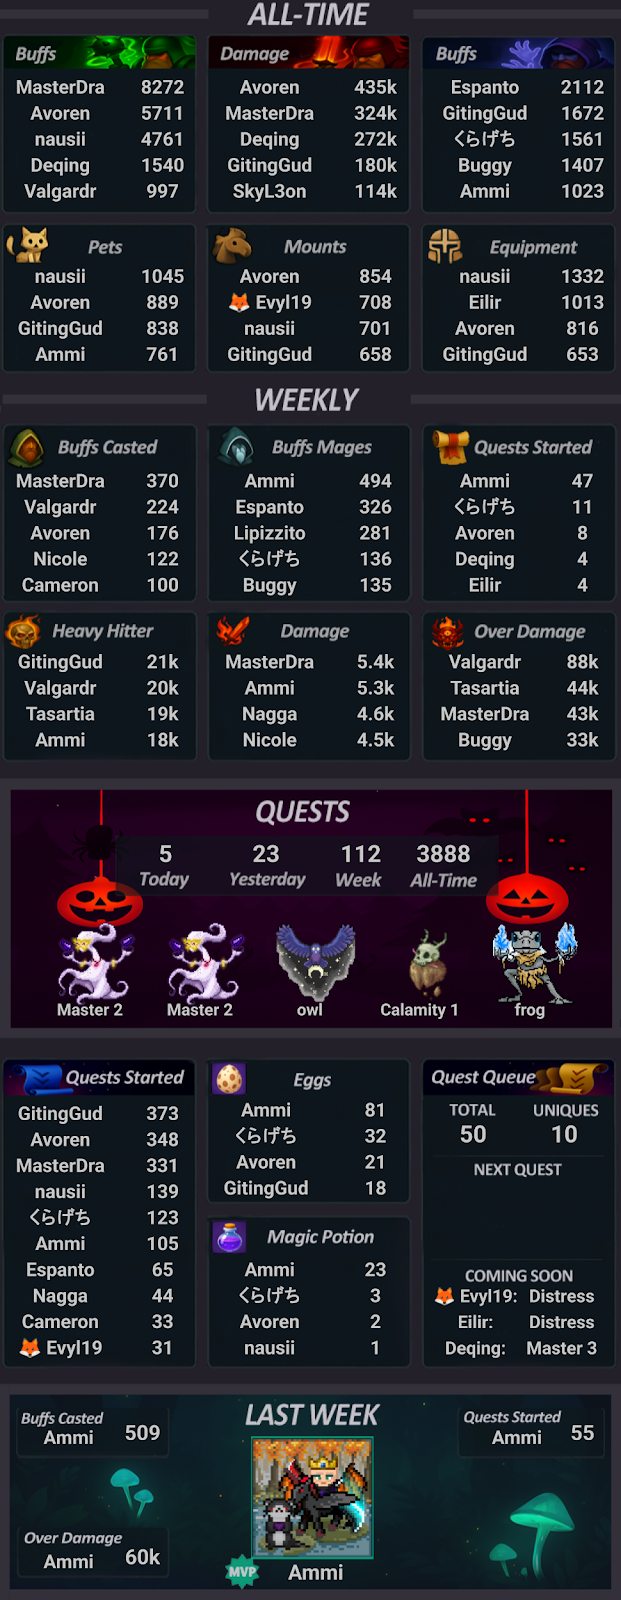 ALL-TIME
Buffs
MasterDra 8272
Avoren 5711
nausii 4761
Deqing 1540
Valgardr 997
Damage
Avoren 435k
MasterDra 324k
Deqing 272k
GitingGud 180k
SkyL3on 114k
Buffs
Espanto 2112
GitingGud 1672
くらげち 1561
Buggy 1407
Ammi 1023
Pets
nausii 1045
Avoren 889
GitingGud 838
Ammi 761
Mounts
Avoren 854
🦊 Evyl19 708
nausii 701
GitingGud 658
Equipment
nausii 1332
Eilir 1013
Avoren 816
GitingGud 653
WEEKLY
Buffs Casted
MasterDra 370
Valgardr 224
Avoren 176
Nicole 122
Cameron 100
Buffs Mages
Ammi 494
Espanto 326
Lipizzito 281
くらげち 136
Buggy 135
Quests Started
Ammi 47
くらげち 11
Avoren 8
Deqing 4
Eilir 4
Heavy Hitter
GitingGud 21k
Valgardr 20k
Tasartia 19k
Ammi 18k
Damage
MasterDra 5.4k
Ammi 5.3k
Nagga 4.6k
Nicole 4.5k
Over Damage
Valgardr 88k
Tasartia 44k
MasterDra 43k
Buggy 33k
QUESTS
5 23 112 3888
Today Yesterday Week All-Time
Master 2 Master 2 owl Calamity 1 frog
Quests Started
GitingGud 373
Avoren 348
MasterDra 331
nausii 139
くらげち 123
Ammi 105
Espanto 65
Nagga 44
Cameron 33
🦊 Evyl19 31
Eggs
Ammi 81
くらげち 32
Avoren 21
GitingGud 18
Magic Potion
Ammi 23
くらげち 3
Avoren 2
nausii 1
Quest Queue
TOTAL UNIQUES
50 10
NEXT QUEST
COMING SOON
🦊 Evyl19: Distress
Eilir: Distress
Deqing: Master 3
LAST WEEK
Buffs Casted
Ammi 509
Quests Started
Ammi 55
Over Damage
Ammi 60k
MVP Ammi